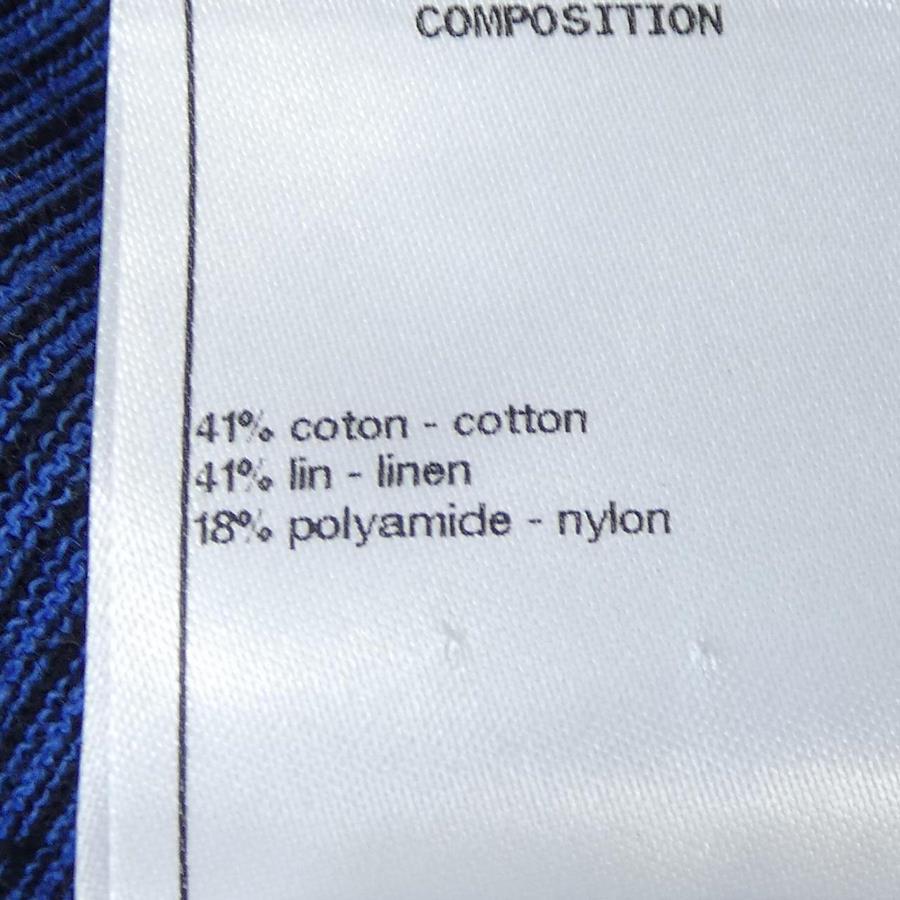 COMPOSITION
41% coton - cotton
41% lin - linen
18% polyamide - nylon